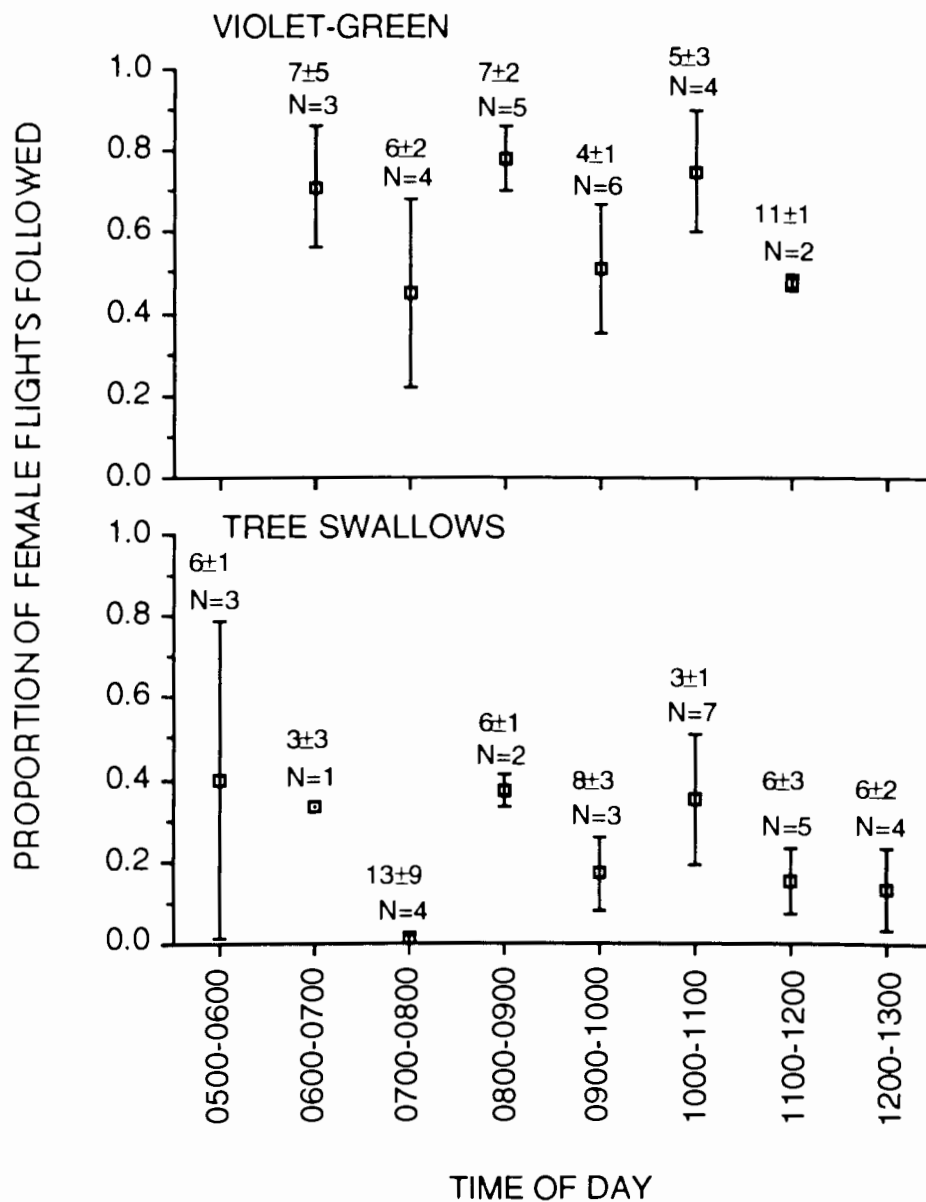 VIOLET-GREEN
1.0
0.8
0.6
0.4
0.2
0.0
7±5
N=3
6±2
N=4
7±2
N=5
4±1
N=6
5±3
N=4
11±1
N=2
PROPORTION OF FEMALE FLIGHTS FOLLOWED
TREE SWALLOWS
1.0
0.8
0.6
0.4
0.2
0.0
6±1
N=3
3±3
N=1
13±9
N=4
6±1
N=2
8±3
N=3
3±1
N=7
6±3
N=5
6±2
N=4
0500-0600
0600-0700
0700-0800
0800-0900
0900-1000
1000-1100
1100-1200
1200-1300
TIME OF DAY